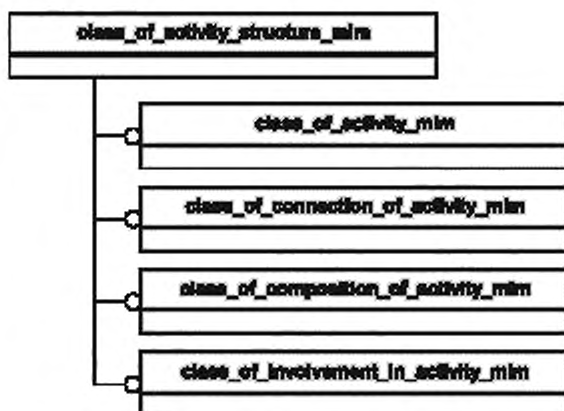 class_of_activity_structure_mim
class_of_activity_mim
class_of_connection_of_activity_mim
class_of_composition_of_activity_mim
class_of_involvement_in_activity_mim